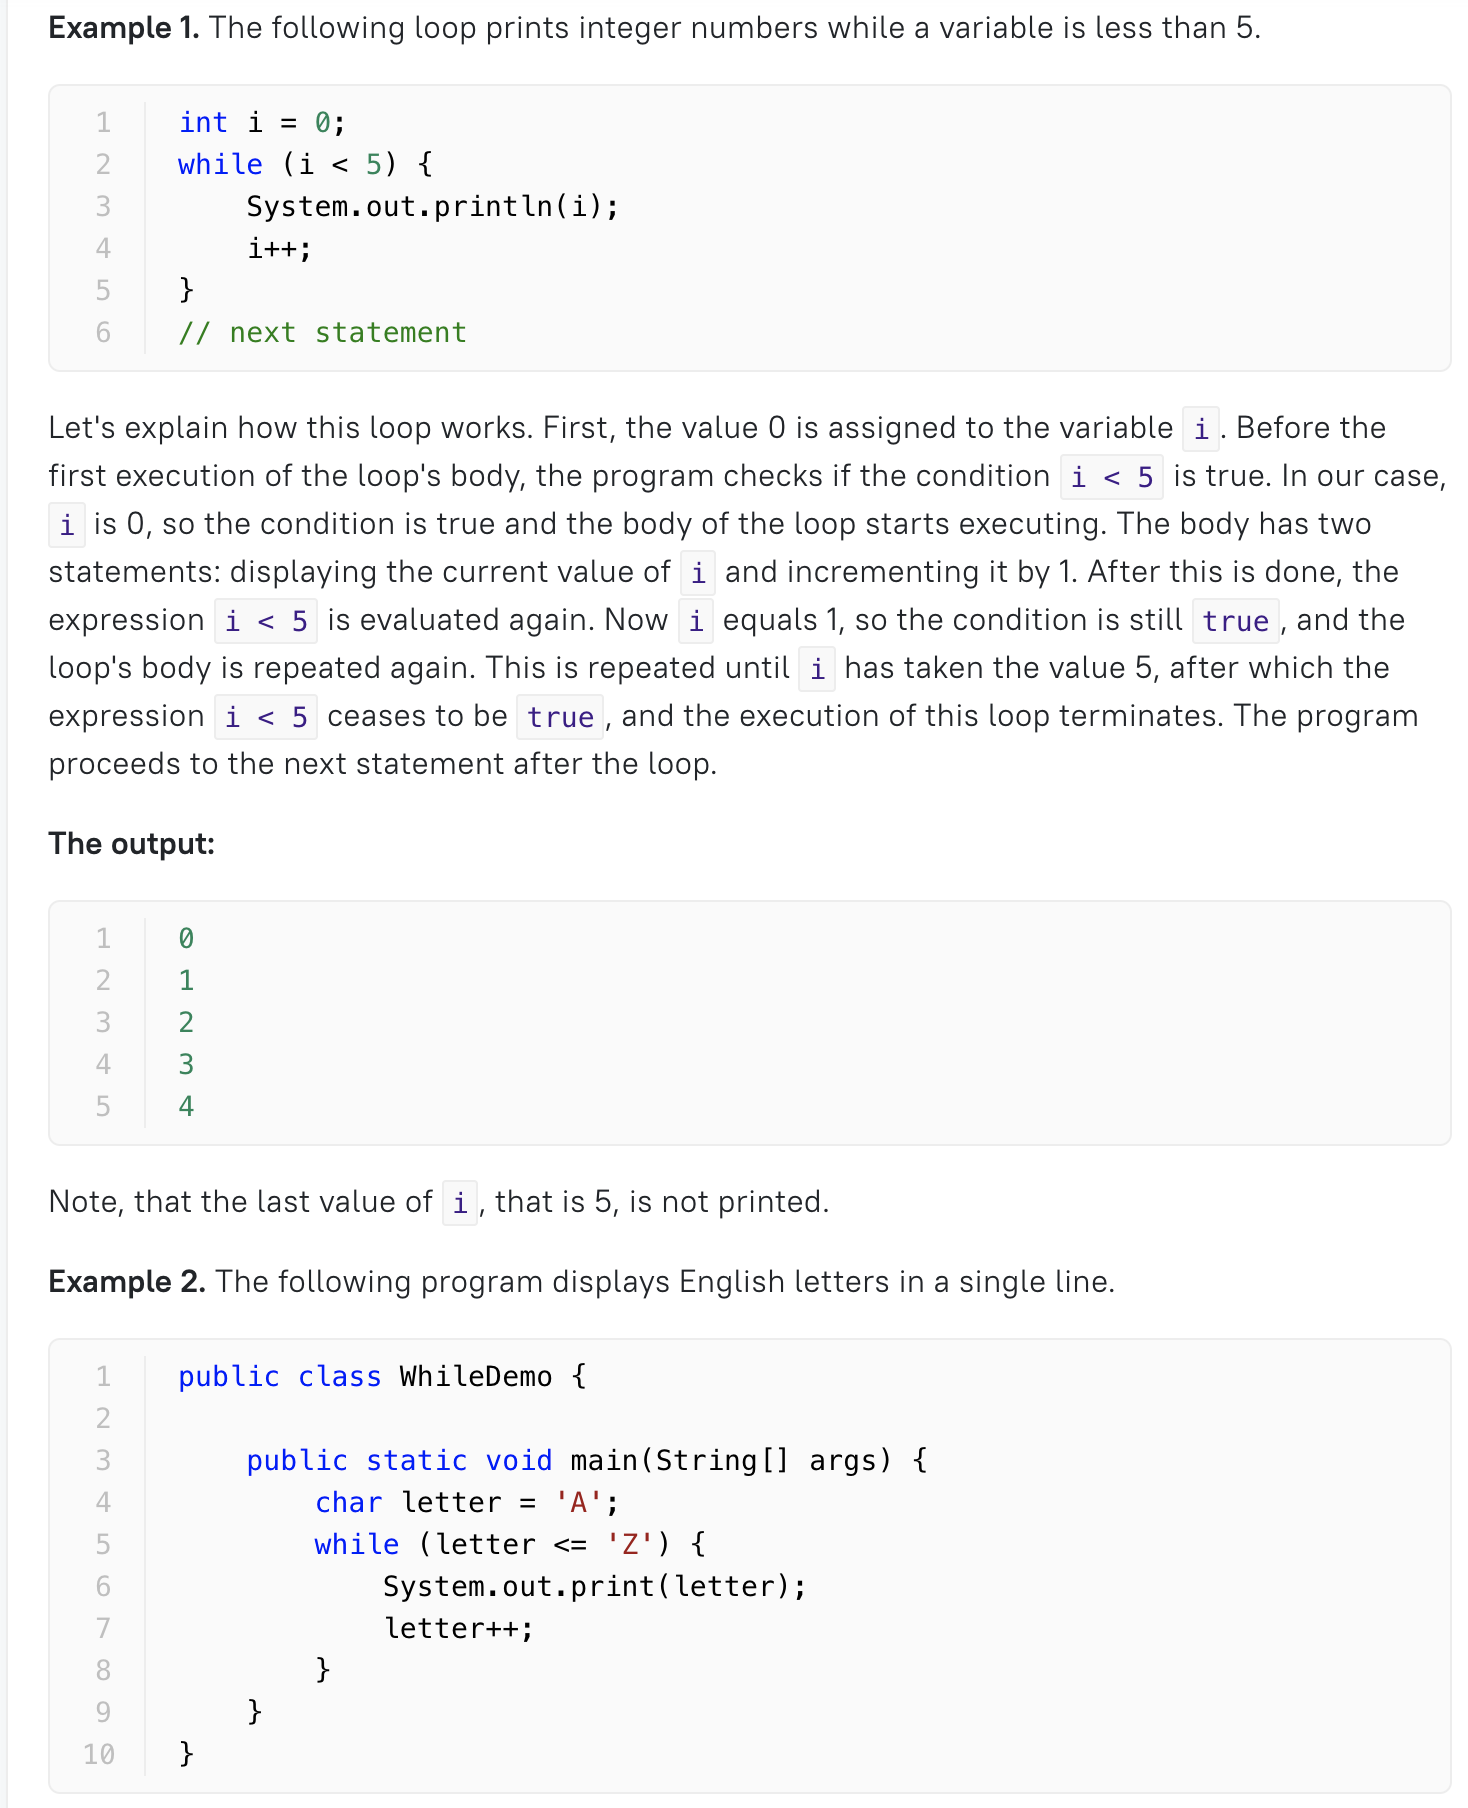 Example 1. The following loop prints integer numbers while a variable is less than 5.
1 int i = 0;
2 while (i < 5) {
3     System.out.println(i);
4     i++;
5 }
6 // next statement
Let's explain how this loop works. First, the value 0 is assigned to the variable i. Before the
first execution of the loop's body, the program checks if the condition i < 5 is true. In our case,
i is 0, so the condition is true and the body of the loop starts executing. The body has two
statements: displaying the current value of i and incrementing it by 1. After this is done, the
expression i < 5 is evaluated again. Now i equals 1, so the condition is still true, and the
loop's body is repeated again. This is repeated until i has taken the value 5, after which the
expression i < 5 ceases to be true, and the execution of this loop terminates. The program
proceeds to the next statement after the loop.
The output:
1 0
2 1
3 2
4 3
5 4
Note, that the last value of i, that is 5, is not printed.
Example 2. The following program displays English letters in a single line.
1 public class WhileDemo {
2
3     public static void main(String[] args) {
4         char letter = 'A';
5         while (letter <= 'Z') {
6             System.out.print(letter);
7             letter++;
8         }
9     }
10 }